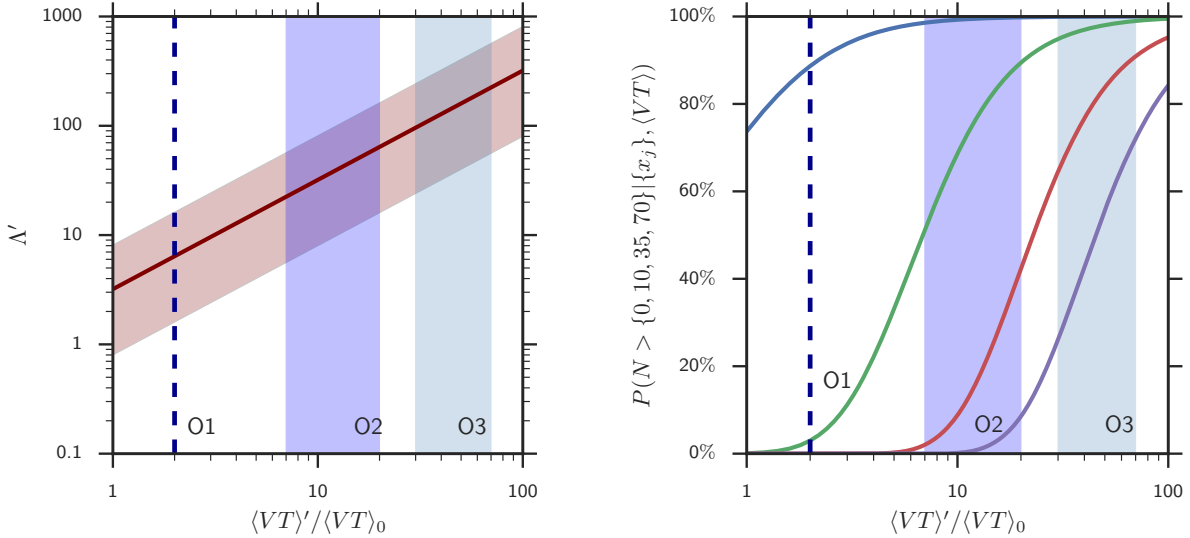 1000
100
10
1
0.1
Λ′
O1
O2
O3
1
10
100
⟨VT⟩′/⟨VT⟩₀
100%
80%
60%
40%
20%
0%
P(N > {0, 10, 35, 70}|{x_j}, ⟨VT⟩)
O1
O2
O3
1
10
100
⟨VT⟩′/⟨VT⟩₀